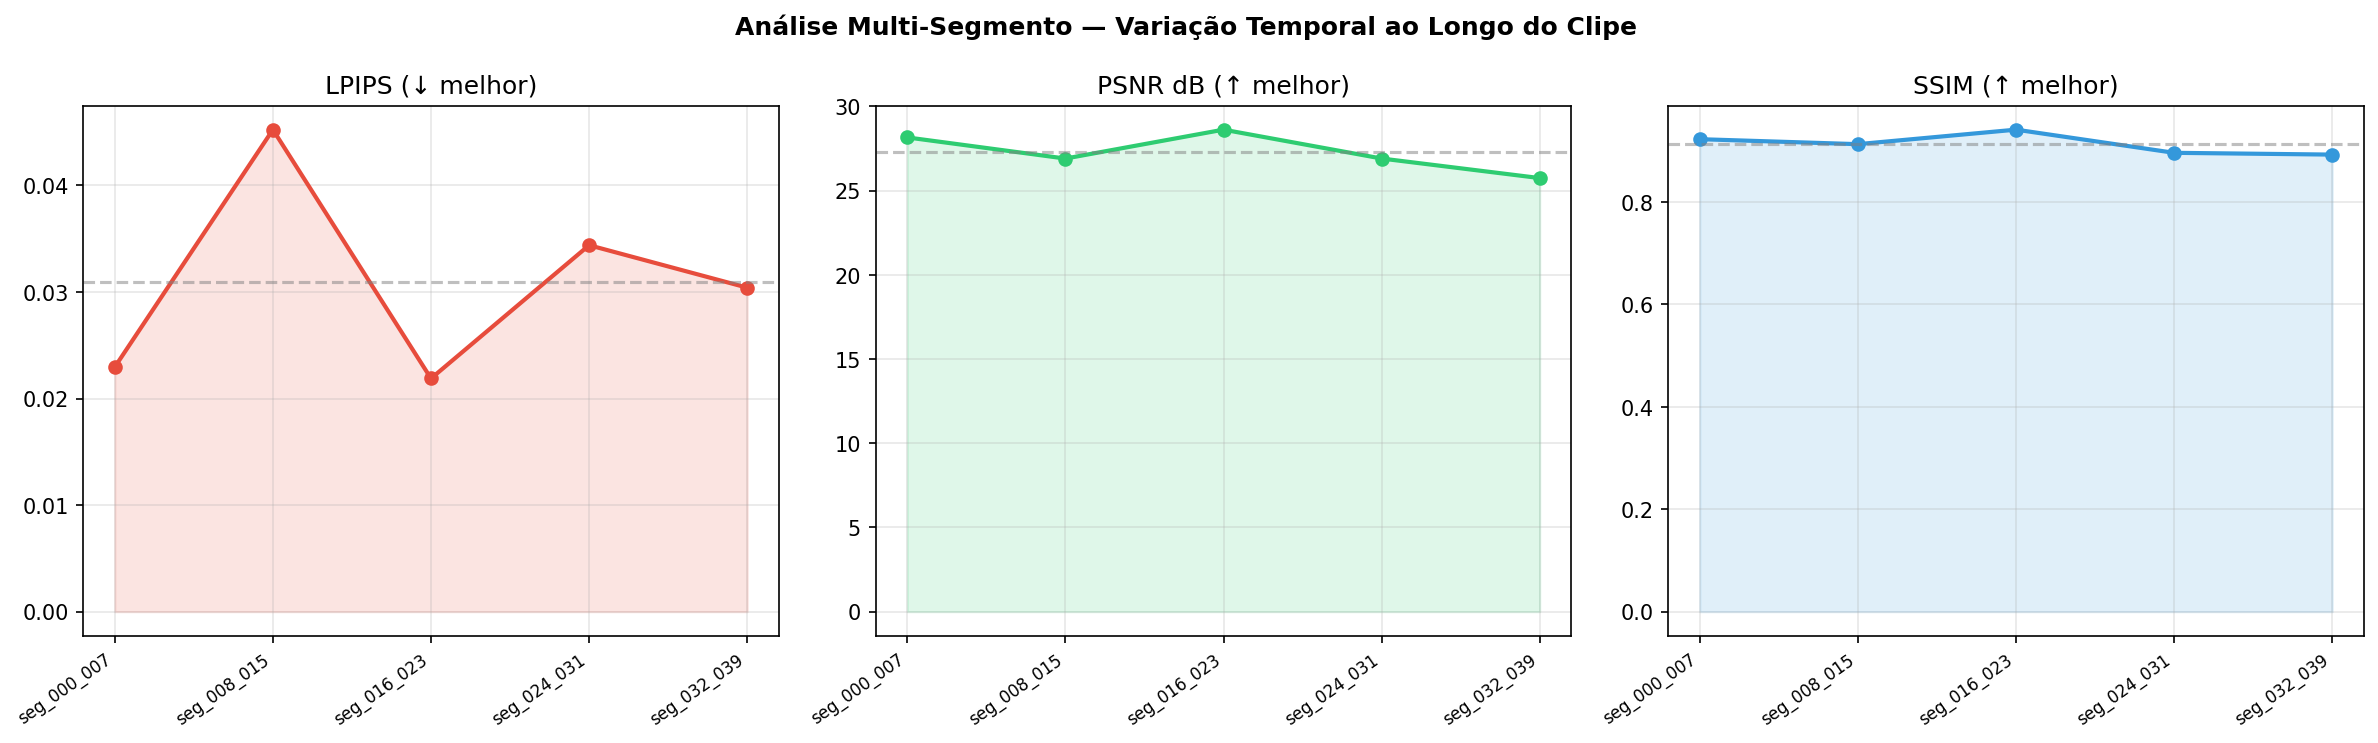 Análise Multi-Segmento — Variação Temporal ao Longo do Clipe
LPIPS (↓ melhor)
0.04
0.03
0.02
0.01
0.00
seg_000_007
seg_008_015
seg_016_023
seg_024_031
seg_032_039
PSNR dB (↑ melhor)
30
25
20
15
10
5
0
seg_000_007
seg_008_015
seg_016_023
seg_024_031
seg_032_039
SSIM (↑ melhor)
0.8
0.6
0.4
0.2
0.0
seg_000_007
seg_008_015
seg_016_023
seg_024_031
seg_032_039